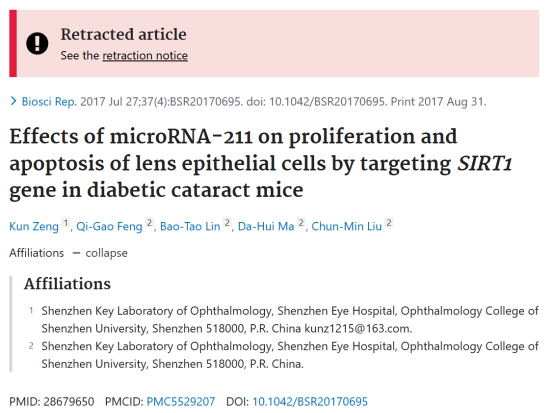 Retracted article
See the retraction notice
> Biosci Rep. 2017 Jul 27;37(4):BSR20170695. doi: 10.1042/BSR20170695. Print 2017 Aug 31.
Effects of microRNA-211 on proliferation and
apoptosis of lens epithelial cells by targeting SIRT1
gene in diabetic cataract mice
Kun Zeng 1, Qi-Gao Feng 2, Bao-Tao Lin 2, Da-Hui Ma 2, Chun-Min Liu 2
Affiliations − collapse
Affiliations
1 Shenzhen Key Laboratory of Ophthalmology, Shenzhen Eye Hospital, Ophthalmology College of
Shenzhen University, Shenzhen 518000, P.R. China kunz1215@163.com.
2 Shenzhen Key Laboratory of Ophthalmology, Shenzhen Eye Hospital, Ophthalmology College of
Shenzhen University, Shenzhen 518000, P.R. China.
PMID: 28679650 PMCID: PMC5529207 DOI: 10.1042/BSR20170695